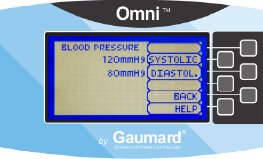 Omni™
BLOOD PRESSURE
120mmHg SYSTOLIC
80mmHg DIASTOL.
BACK
HELP
by Gaumard®